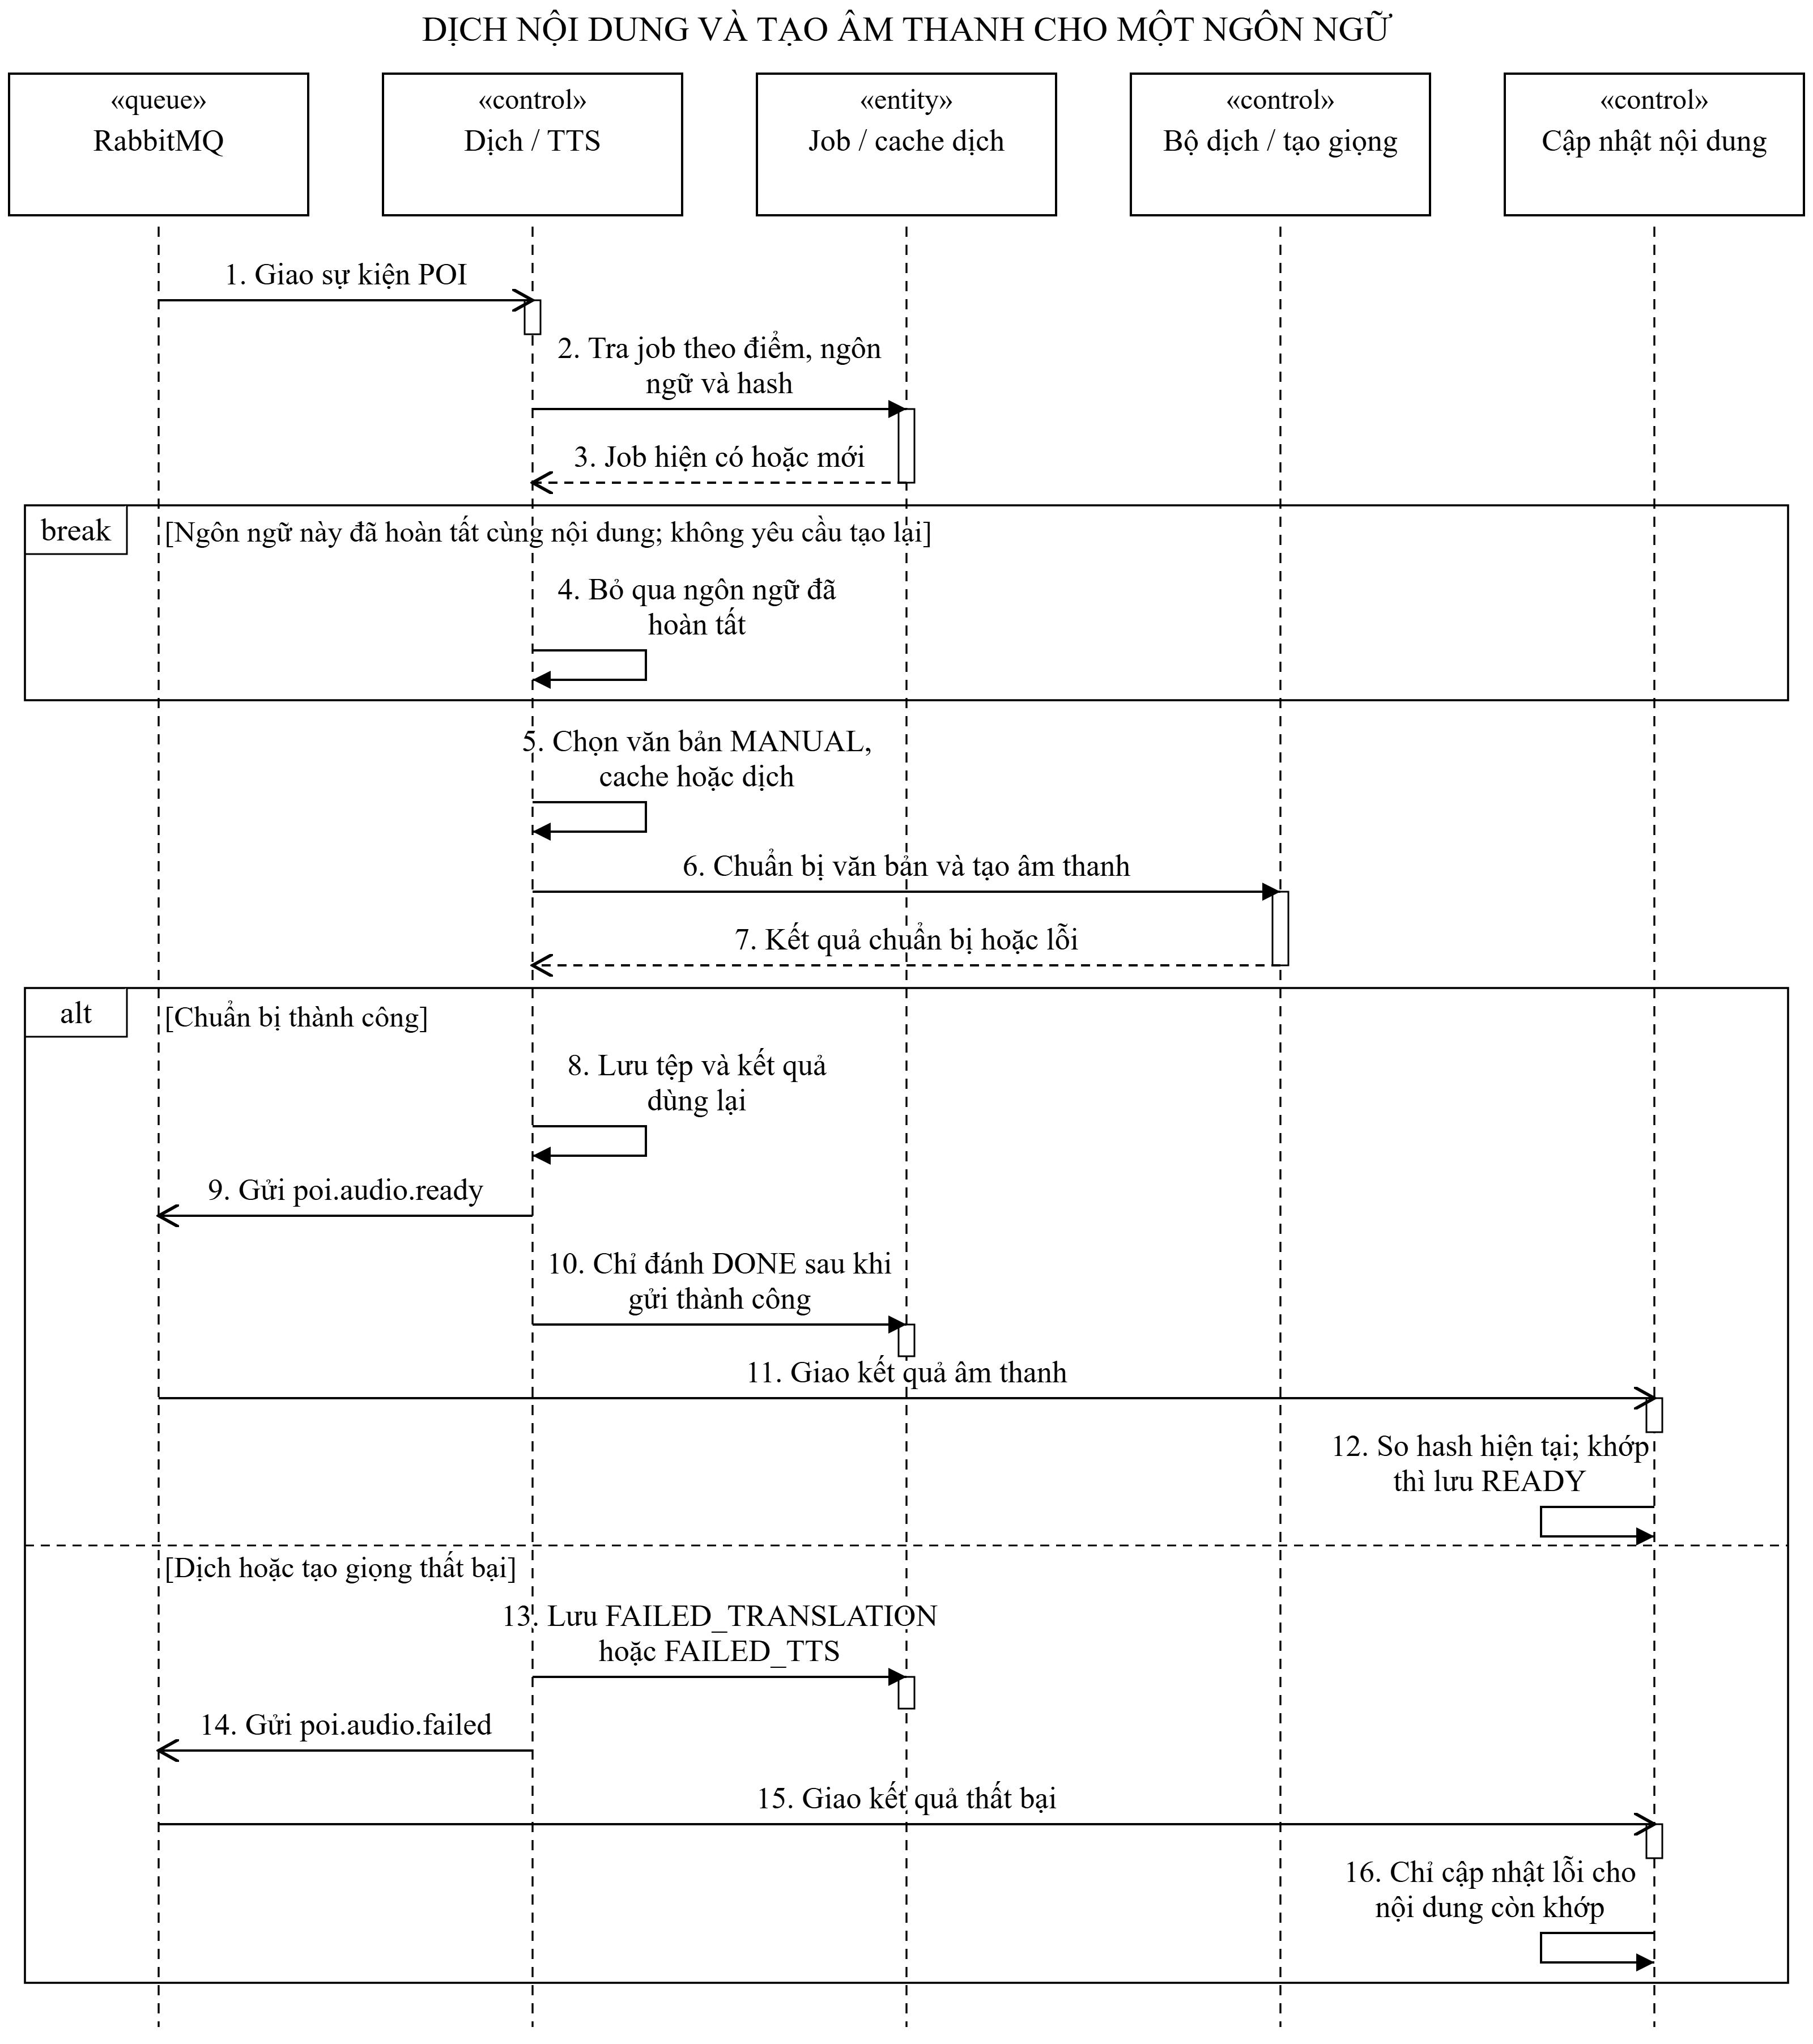 DỊCH NỘI DUNG VÀ TẠO ÂM THANH CHO MỘT NGÔN NGỮ
«queue»
RabbitMQ
«control»
Dịch / TTS
«entity»
Job / cache dịch
«control»
Bộ dịch / tạo giọng
«control»
Cập nhật nội dung
1. Giao sự kiện POI
2. Tra job theo điểm, ngôn
ngữ và hash
3. Job hiện có hoặc mới
break
[Ngôn ngữ này đã hoàn tất cùng nội dung; không yêu cầu tạo lại]
4. Bỏ qua ngôn ngữ đã
hoàn tất
5. Chọn văn bản MANUAL,
cache hoặc dịch
6. Chuẩn bị văn bản và tạo âm thanh
7. Kết quả chuẩn bị hoặc lỗi
alt
[Chuẩn bị thành công]
8. Lưu tệp và kết quả
dùng lại
9. Gửi poi.audio.ready
10. Chỉ đánh DONE sau khi
gửi thành công
11. Giao kết quả âm thanh
12. So hash hiện tại; khớp
thì lưu READY
[Dịch hoặc tạo giọng thất bại]
13. Lưu FAILED_TRANSLATION
hoặc FAILED_TTS
14. Gửi poi.audio.failed
15. Giao kết quả thất bại
16. Chỉ cập nhật lỗi cho
nội dung còn khớp